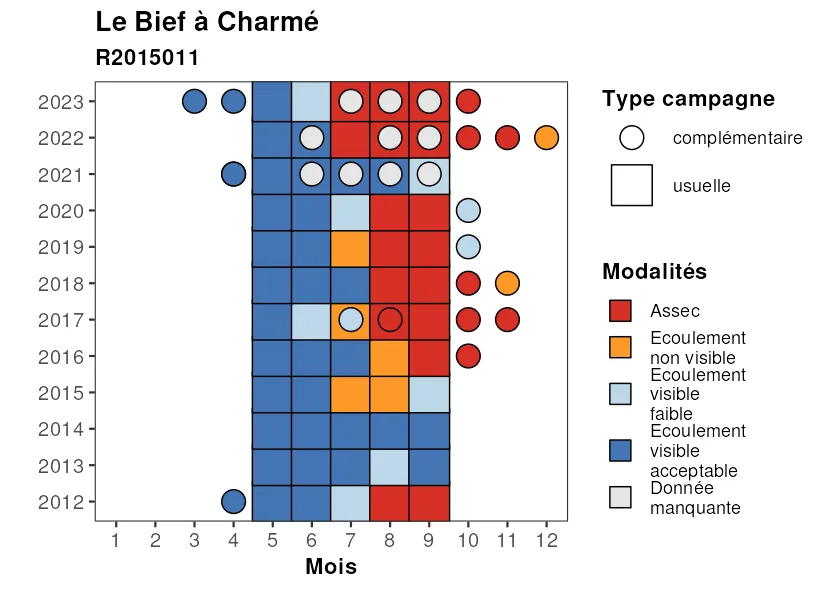 Le Bief à Charmé
R2015011
2023
2022
2021
2020
2019
2018
2017
2016
2015
2014
2013
2012
1 2 3 4 5 6 7 8 9 10 11 12
Mois
Type campagne
complémentaire
usuelle
Modalités
Assec
Ecoulement
non visible
Ecoulement
visible
faible
Ecoulement
visible
acceptable
Donnée
manquante